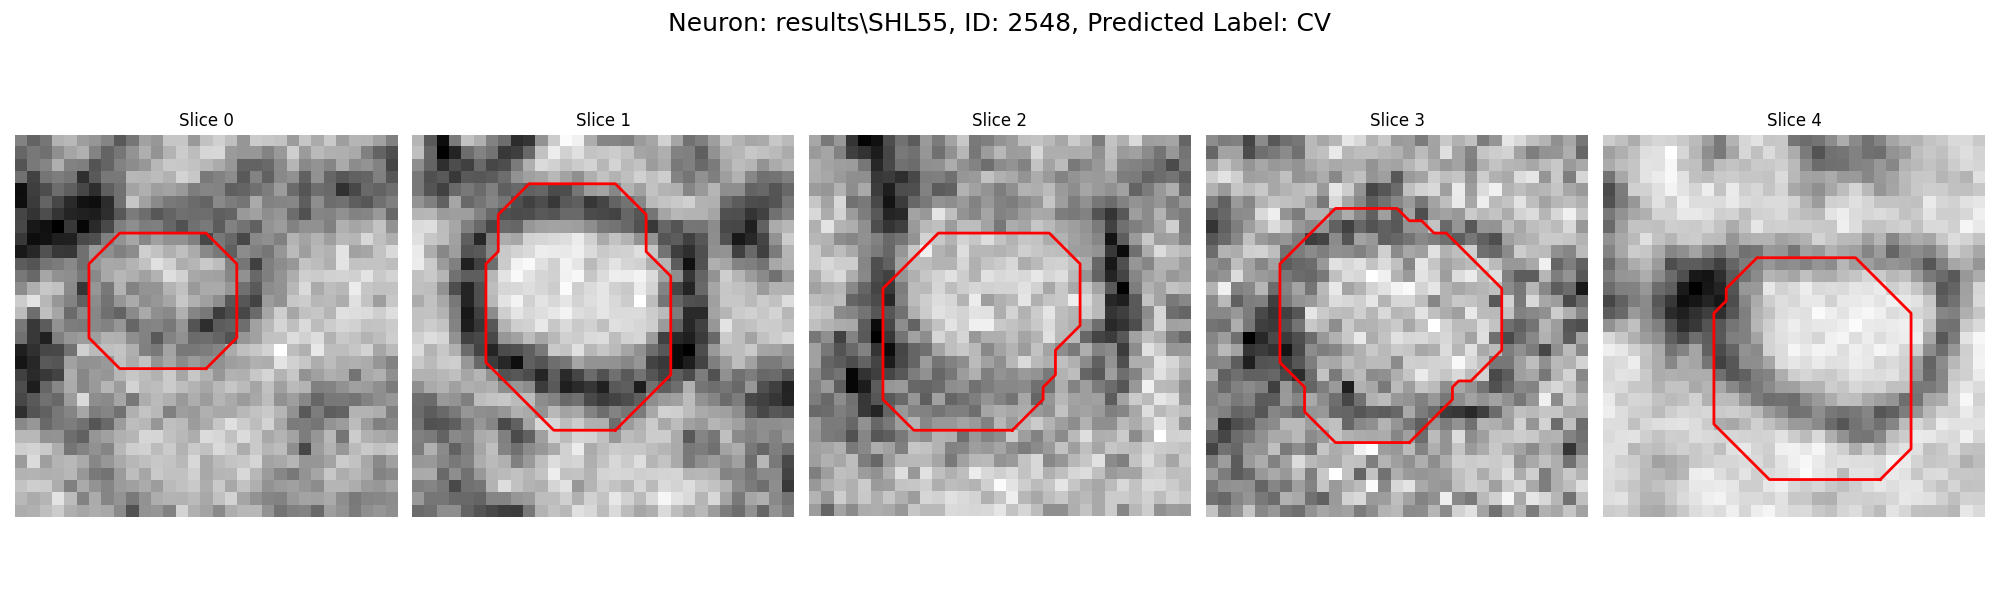 Neuron: results\SHL55, ID: 2548, Predicted Label: CV
Slice 0
Slice 1
Slice 2
Slice 3
Slice 4